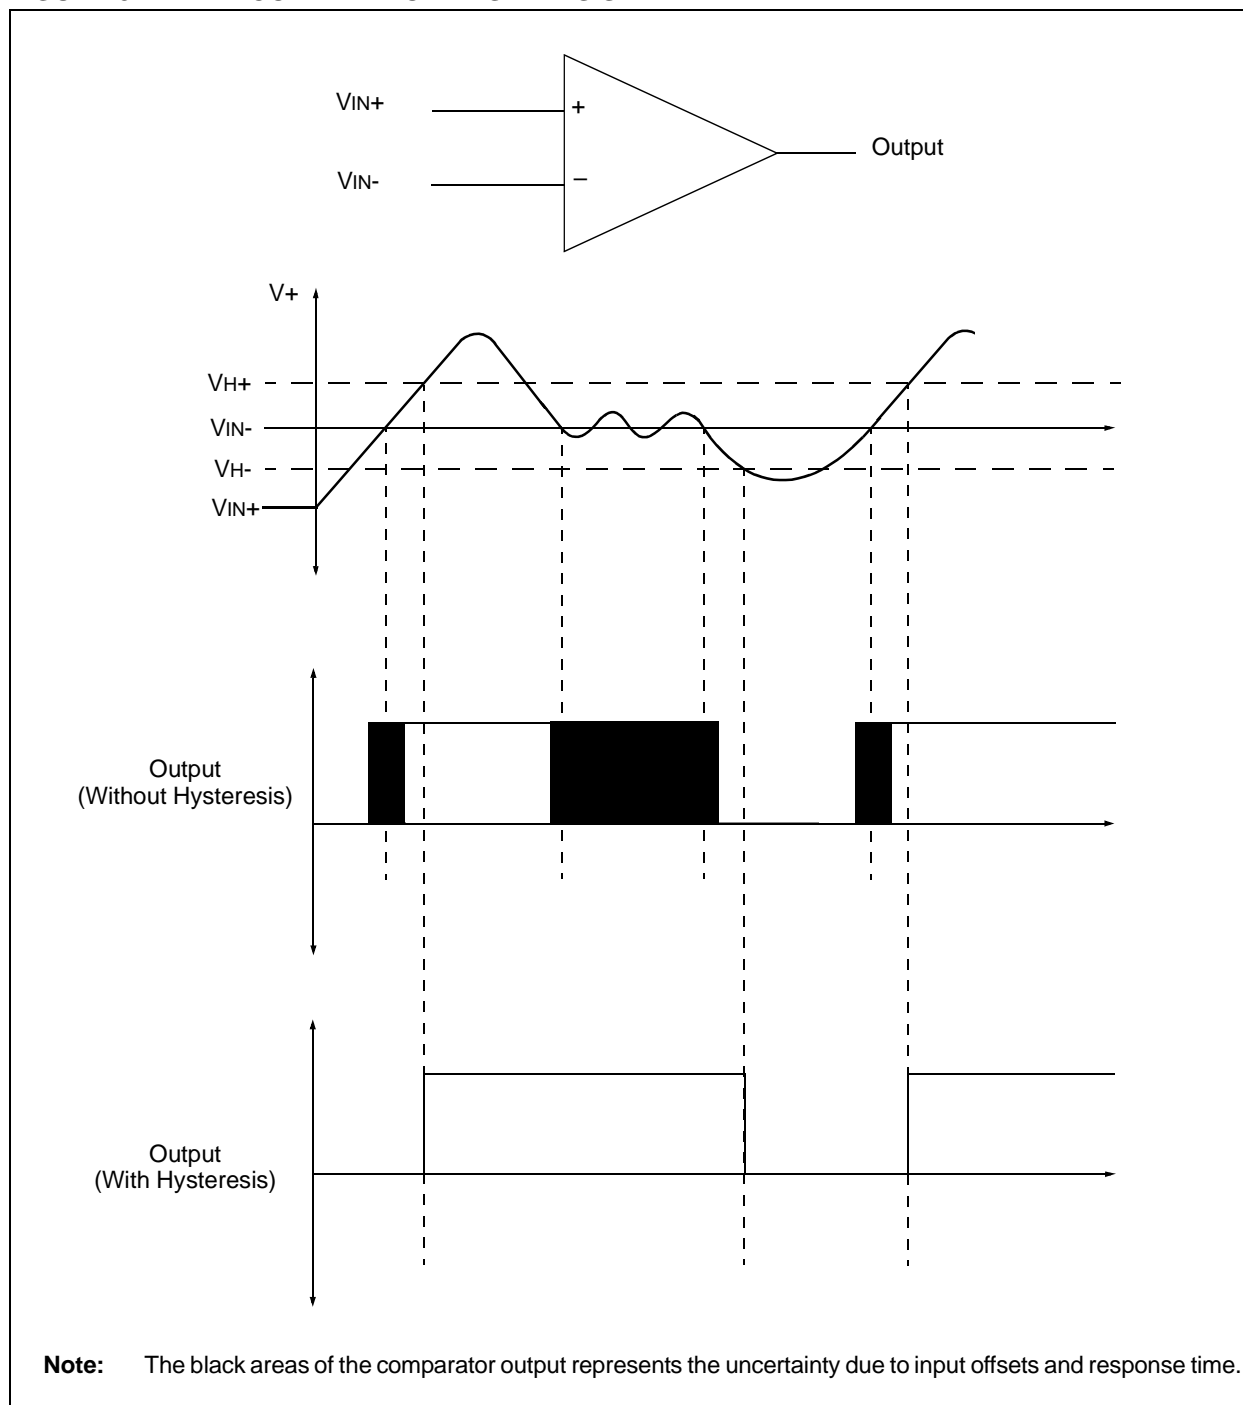 VIN+
+
Output
VIN-
–
V+
VH+
VIN-
VH-
VIN+
Output
(Without Hysteresis)
Output
(With Hysteresis)
Note: The black areas of the comparator output represents the uncertainty due to input offsets and response time.